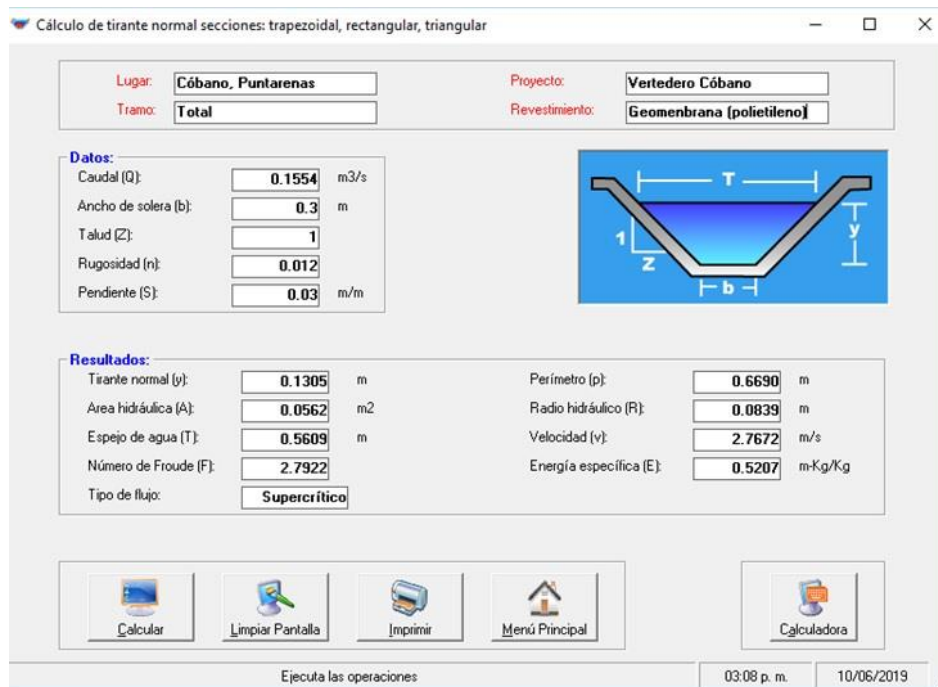 Cálculo de tirante normal secciones: trapezoidal, rectangular, triangular
Lugar: Cóbano, Puntarenas Proyecto: Vertedero Cóbano
Tramo: Total Revestimiento: Geomenbrana (polietileno)
Datos:
Caudal (Q): 0.1554 m3/s
Ancho de solera (b): 0.3 m
Talud (Z): 1
Rugosidad (n): 0.012
Pendiente (S): 0.03 m/m
T
y
1
Z
b
Resultados:
Tirante normal (y): 0.1305 m Perímetro (p): 0.6690 m
Area hidráulica (A): 0.0562 m2 Radio hidráulico (R): 0.0839 m
Espejo de agua (T): 0.5609 m Velocidad (v): 2.7672 m/s
Número de Froude (F): 2.7922 Energía específica (E): 0.5207 m-Kg/Kg
Tipo de flujo: Supercrítico
Calcular Limpiar Pantalla Imprimir Menú Principal Calculadora
Ejecuta las operaciones 03:08 p. m. 10/06/2019